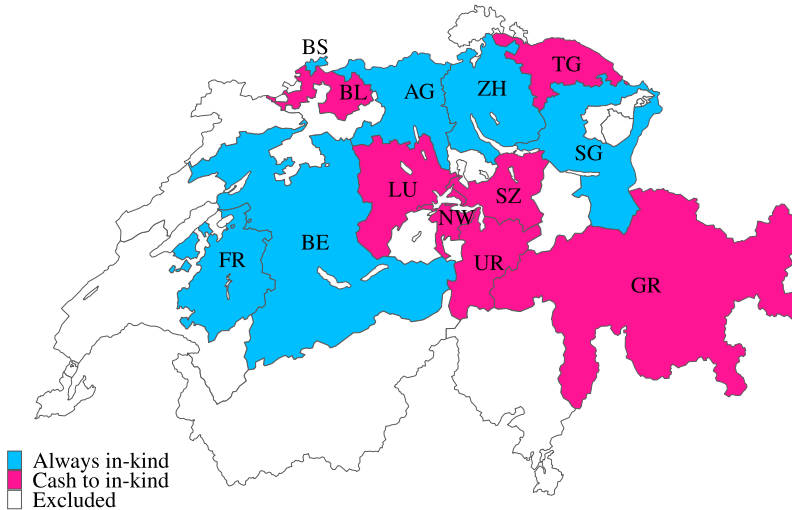 BS
TG
BL
AG
ZH
SG
LU
SZ
NW
BE
FR
UR
GR
Always in-kind
Cash to in-kind
Excluded